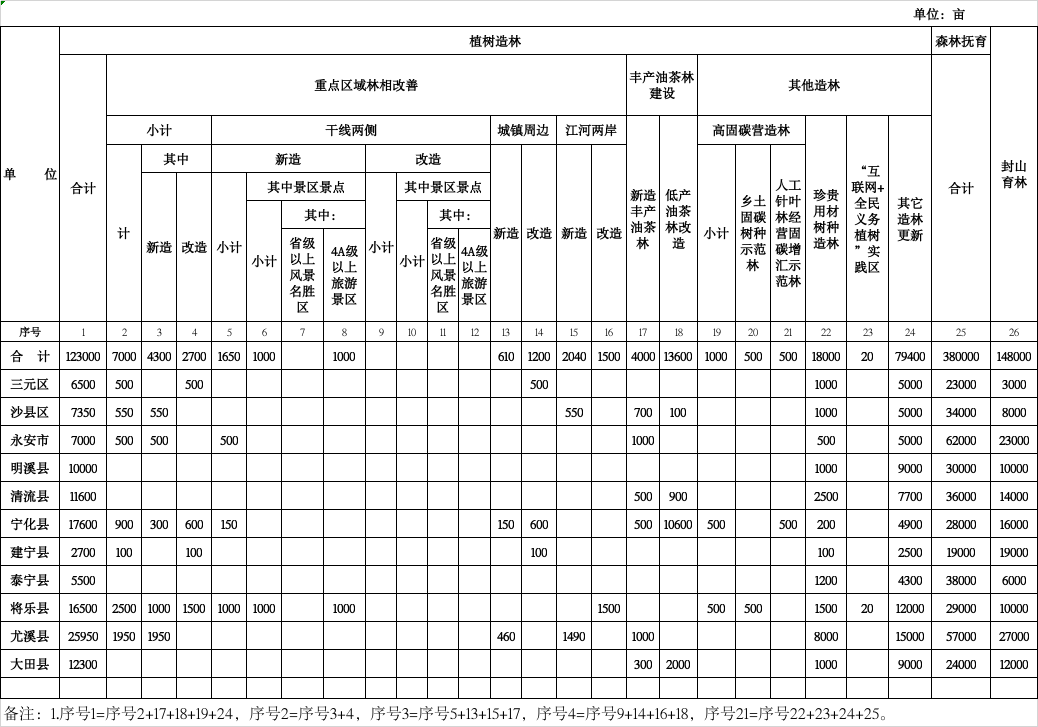 单位：亩
单 位
植树造林
森林抚育
封山育林
合计
重点区域林相改善
丰产油茶林建设
其他造林
合计
小计
干线两侧
城镇周边
江河两岸
新造丰产油茶林
低产油茶林改造
高固碳营造林
珍贵用材树种造林
“互联网+全民义务植树”实践区
其它造林更新
计
其中
新造
改造
新造
改造
新造
改造
小计
乡土固碳树种示范林
人工针叶林经营固碳增汇示范林
新造
改造
小计
其中景区景点
小计
其中景区景点
小计
其中：
小计
其中：
省级以上风景名胜区
4A级以上旅游景区
省级以上风景名胜区
4A级以上旅游景区
序号 1 2 3 4 5 6 7 8 9 10 11 12 13 14 15 16 17 18 19 20 21 22 23 24 25 26
合 计 123000 7000 4300 2700 1650 1000 1000 610 1200 2040 1500 4000 13600 1000 500 500 18000 20 79400 380000 148000
三元区 6500 500 500 500 1000 5000 23000 3000
沙县区 7350 550 550 550 700 100 1000 5000 34000 8000
永安市 7000 500 500 500 1000 500 5000 62000 23000
明溪县 10000 1000 9000 30000 10000
清流县 11600 500 900 2500 7700 36000 14000
宁化县 17600 900 300 600 150 150 600 500 10600 500 500 200 4900 28000 16000
建宁县 2700 100 100 100 100 2500 19000 19000
泰宁县 5500 1200 4300 38000 6000
将乐县 16500 2500 1000 1500 1000 1000 1000 1500 500 500 1500 20 12000 29000 10000
尤溪县 25950 1950 1950 460 1490 1000 8000 15000 57000 27000
大田县 12300 300 2000 1000 9000 24000 12000
备注：1.序号1=序号2+17+18+19+24，序号2=序号3+4，序号3=序号5+13+15+17，序号4=序号9+14+16+18，序号21=序号22+23+24+25。